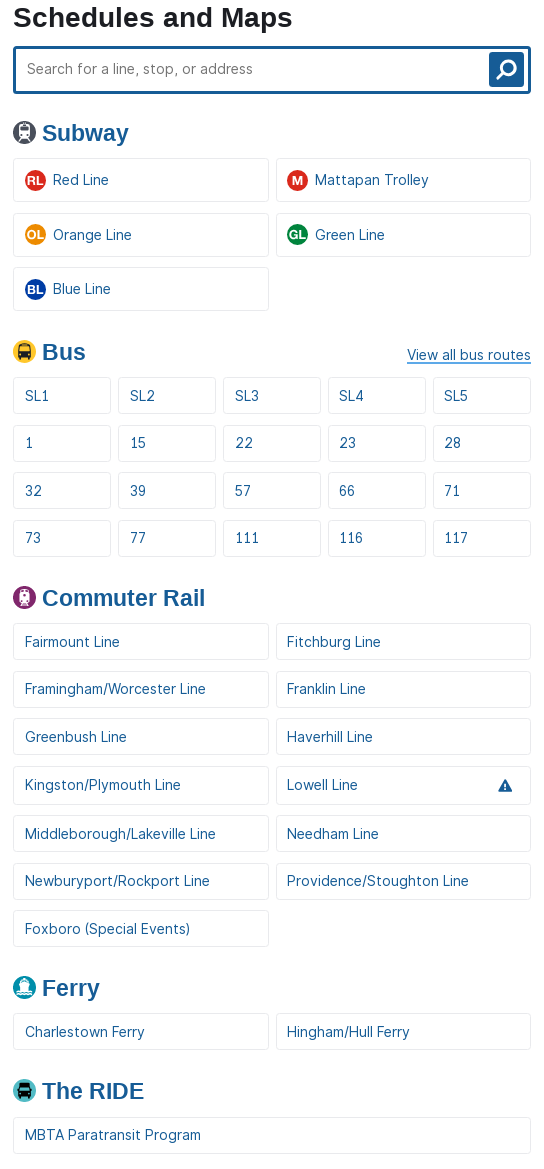 Schedules and Maps
Search for a line, stop, or address
Subway
RL Red Line
M Mattapan Trolley
OL Orange Line
GL Green Line
BL Blue Line
Bus
View all bus routes
SL1 SL2 SL3 SL4 SL5
1 15 22 23 28
32 39 57 66 71
73 77 111 116 117
Commuter Rail
Fairmount Line
Fitchburg Line
Framingham/Worcester Line
Franklin Line
Greenbush Line
Haverhill Line
Kingston/Plymouth Line
Lowell Line
Middleborough/Lakeville Line
Needham Line
Newburyport/Rockport Line
Providence/Stoughton Line
Foxboro (Special Events)
Ferry
Charlestown Ferry
Hingham/Hull Ferry
The RIDE
MBTA Paratransit Program